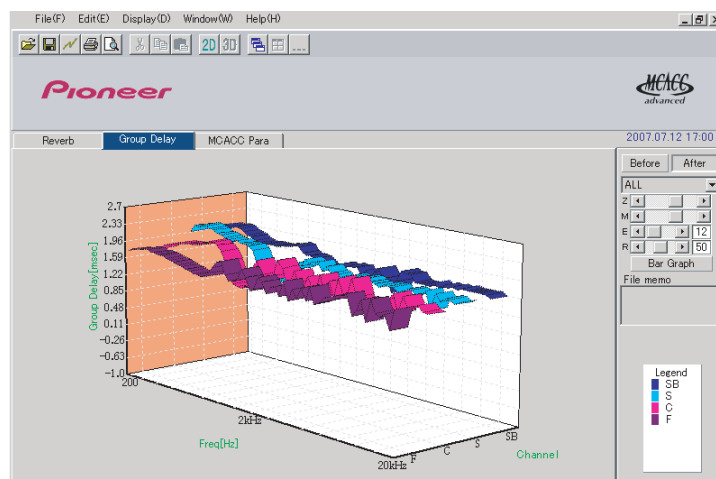 File(F) Edit(E) Display(D) Window(W) Help(H)
2D 3D
Pioneer
MCACC
advanced
Reverb Group Delay MCACC Para
2007.07.12 17:00
Before After
ALL
Z
M
E 12
R 50
Bar Graph
File memo
Group Delay[msec]
2.7
2.33
1.96
1.59
1.22
0.85
0.48
0.11
-0.26
-0.63
-1.0
200
2kHz
20kHz
Freq[Hz]
F
C
S
SB
Channel
Legend
SB
S
C
F